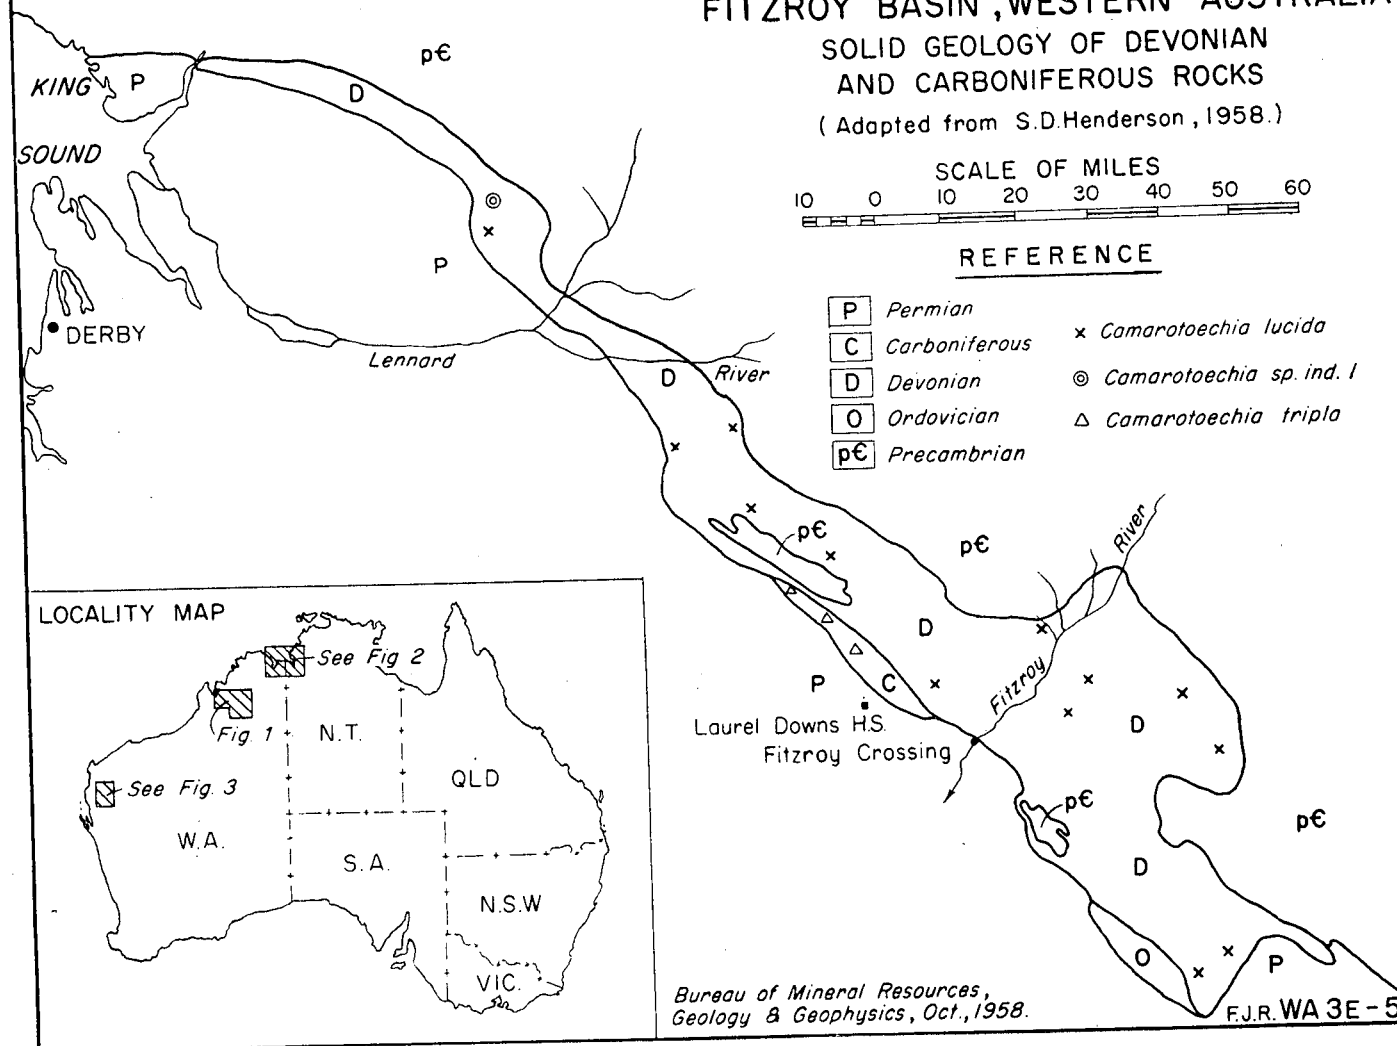 FITZROY BASIN, WESTERN AUSTRALIA
SOLID GEOLOGY OF DEVONIAN
AND CARBONIFEROUS ROCKS
(Adapted from S.D.Henderson, 1958.)
SCALE OF MILES
10 0 10 20 30 40 50 60
REFERENCE
P Permian
C Carboniferous
D Devonian
O Ordovician
p€ Precambrian
x Camarotoechia lucida
◎ Camarotoechia sp. ind. 1
△ Camarotoechia tripla
KING
SOUND
P
D
p€
P
DERBY
Lennard
River
D
p€
p€
River
D
Fitzroy
P
C
Laurel Downs H.S.
Fitzroy Crossing
D
p€
p€
D
O
P
LOCALITY MAP
See Fig 2
Fig. 1
See Fig. 3
N.T.
QLD
W.A.
S.A.
N.S.W
VIC.
Bureau of Mineral Resources,
Geology & Geophysics, Oct., 1958.
F.J.R. WA 3E-5